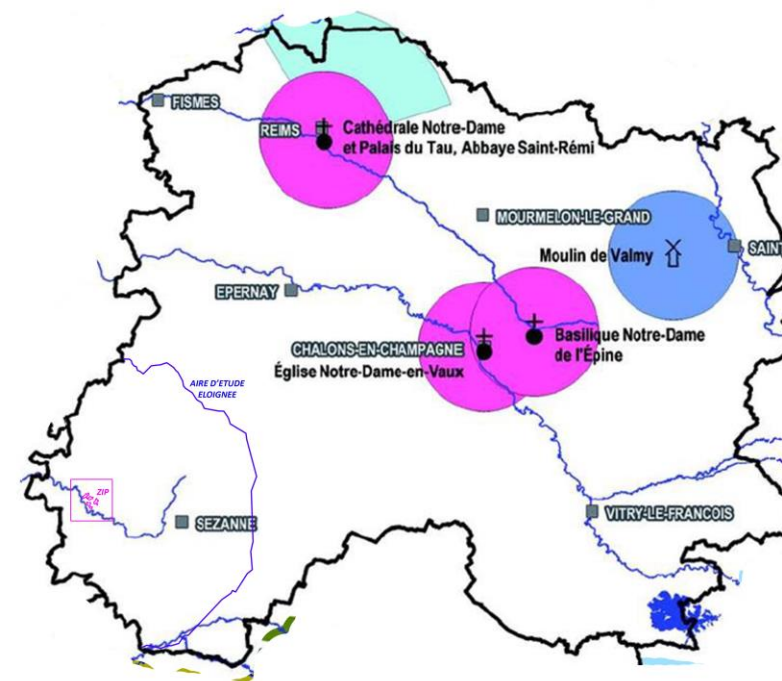 FISMES
REIMS
Cathédrale Notre-Dame
et Palais du Tau, Abbaye Saint-Rémi
MOURMELON-LE-GRAND
Moulin de Valmy
SAINT
EPERNAY
CHALONS-EN-CHAMPAGNE
Église Notre-Dame-en-Vaux
Basilique Notre-Dame
de l'Épine
AIRE D'ETUDE
ELOIGNEE
ZIP
SEZANNE
VITRY-LE-FRANCOIS